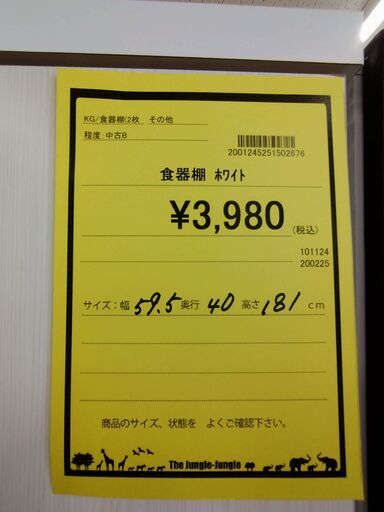 KG/食器棚(2枚 その他
程度:中古B
2001245251502676
食器棚 ホワイト
¥3,980(税込)
101124
200225
サイズ:幅 59.5 奥行 40 高さ 181 cm
商品のサイズ、状態を よくご確認下さい。
The Jungle-Jungle